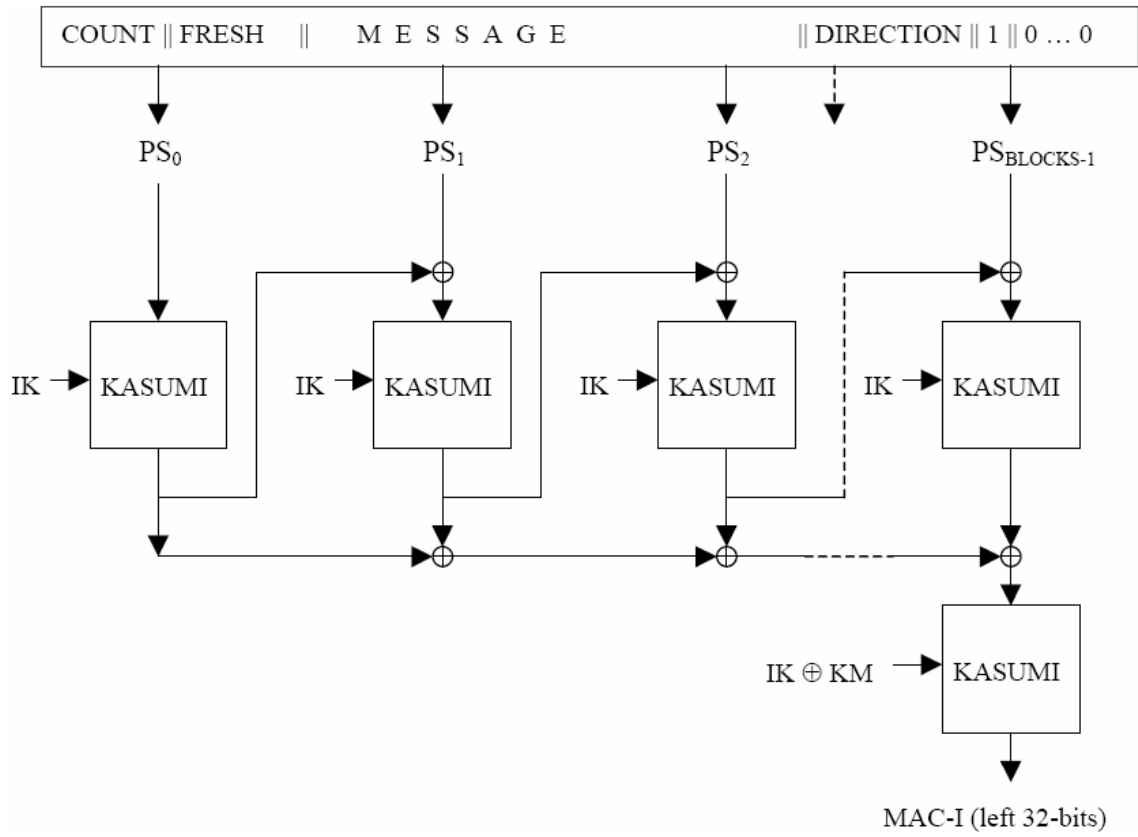 COUNT || FRESH || M E S S A G E || DIRECTION || 1 || 0 … 0
PS₀ PS₁ PS₂ PS_BLOCKS-1
IK KASUMI IK KASUMI IK KASUMI IK KASUMI
IK ⊕ KM KASUMI
MAC-I (left 32-bits)